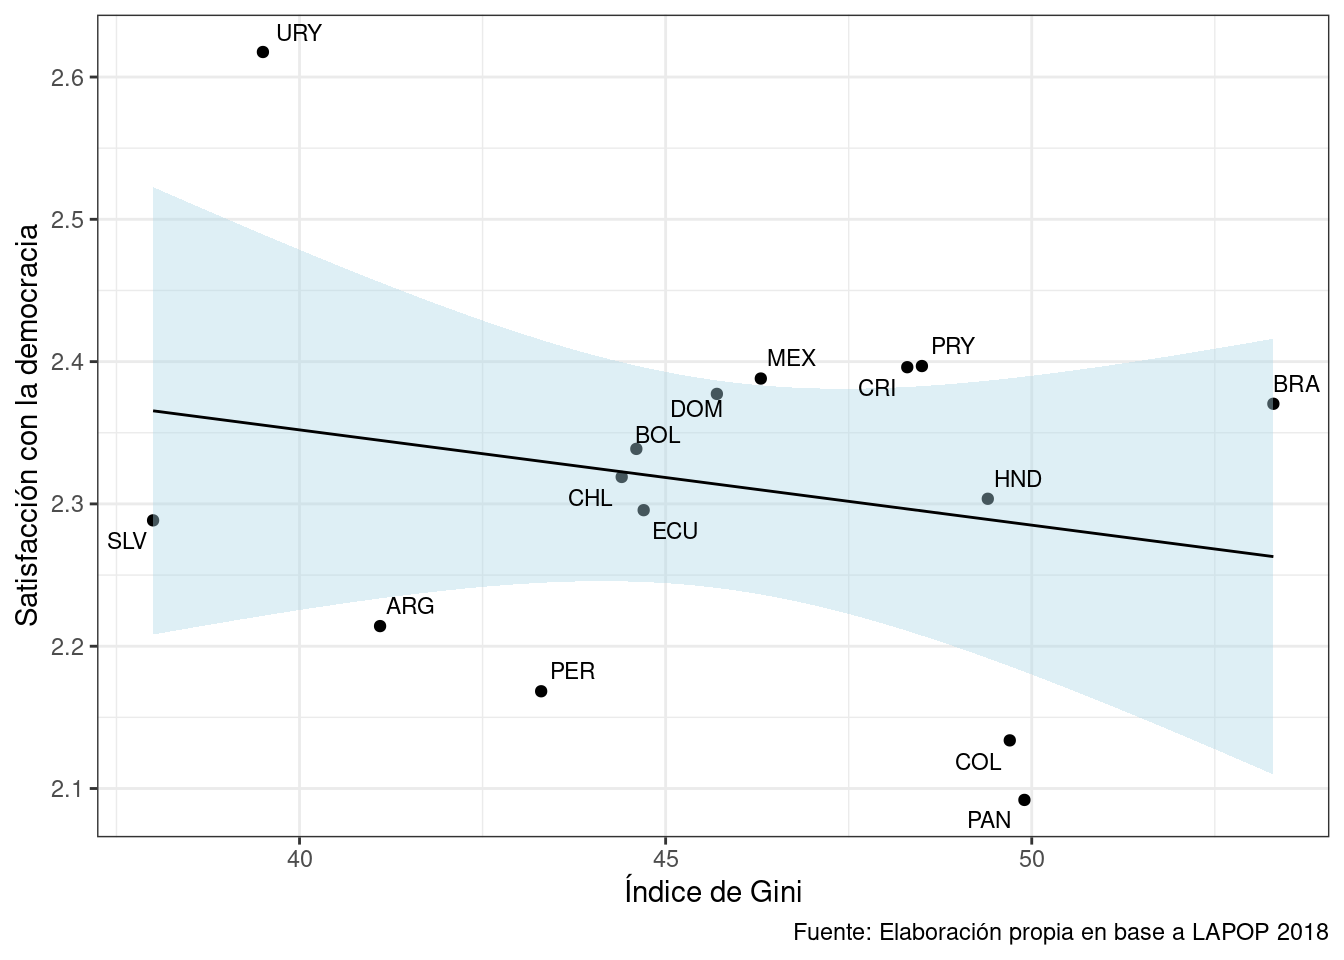 URY
2.6
2.5
2.4
2.3
2.2
2.1
Satisfacción con la democracia
MEX
PRY
CRI
BRA
DOM
BOL
CHL
HND
ECU
SLV
ARG
PER
COL
PAN
40
45
50
Índice de Gini
Fuente: Elaboración propia en base a LAPOP 2018